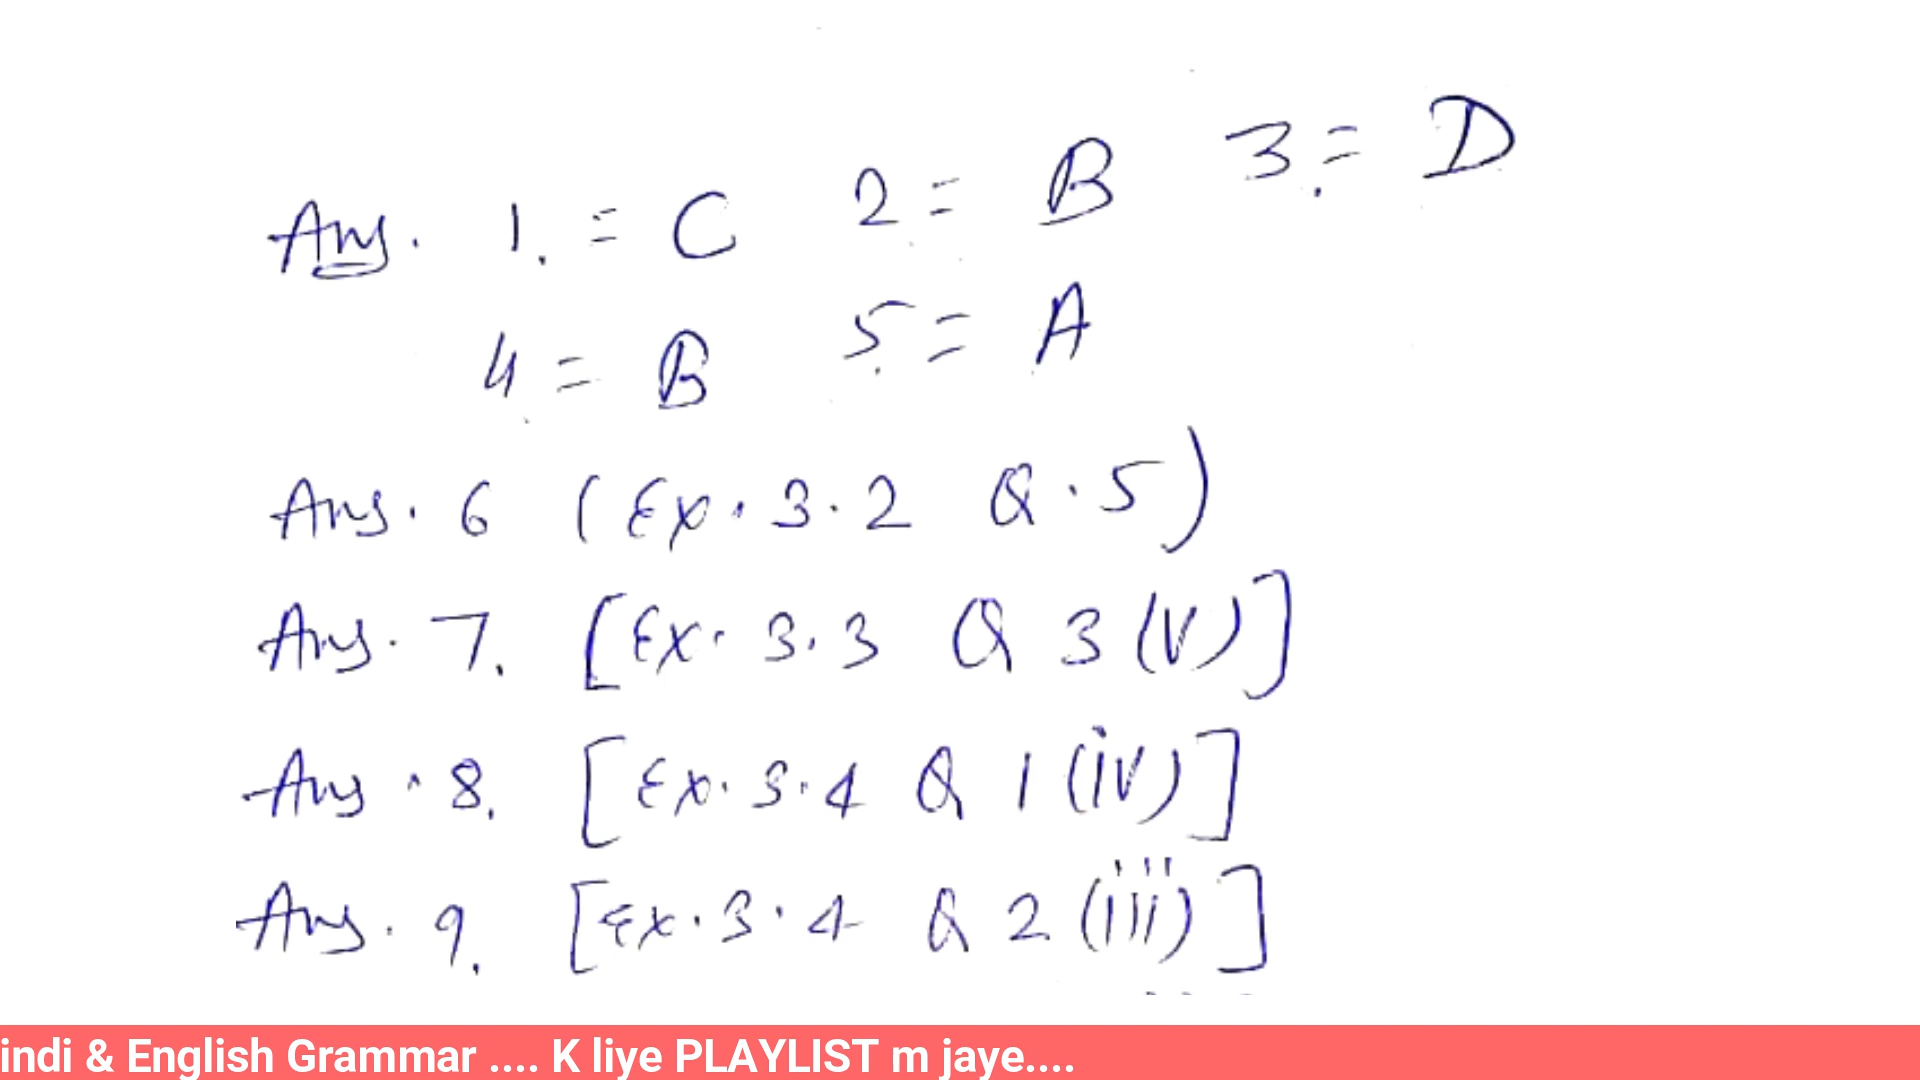 Ans. 1. = C 2 = B 3. = D
4 = B 5. = A
Ans. 6 (Ex. 3.2 Q.5)
Ans. 7. [Ex. 3.3 Q 3 (v)]
Ans. 8. [Ex. 3.4 Q 1 (iv)]
Ans. 9. [Ex. 3.4 Q 2 (iii)]
indi & English Grammar .... K liye PLAYLIST m jaye....